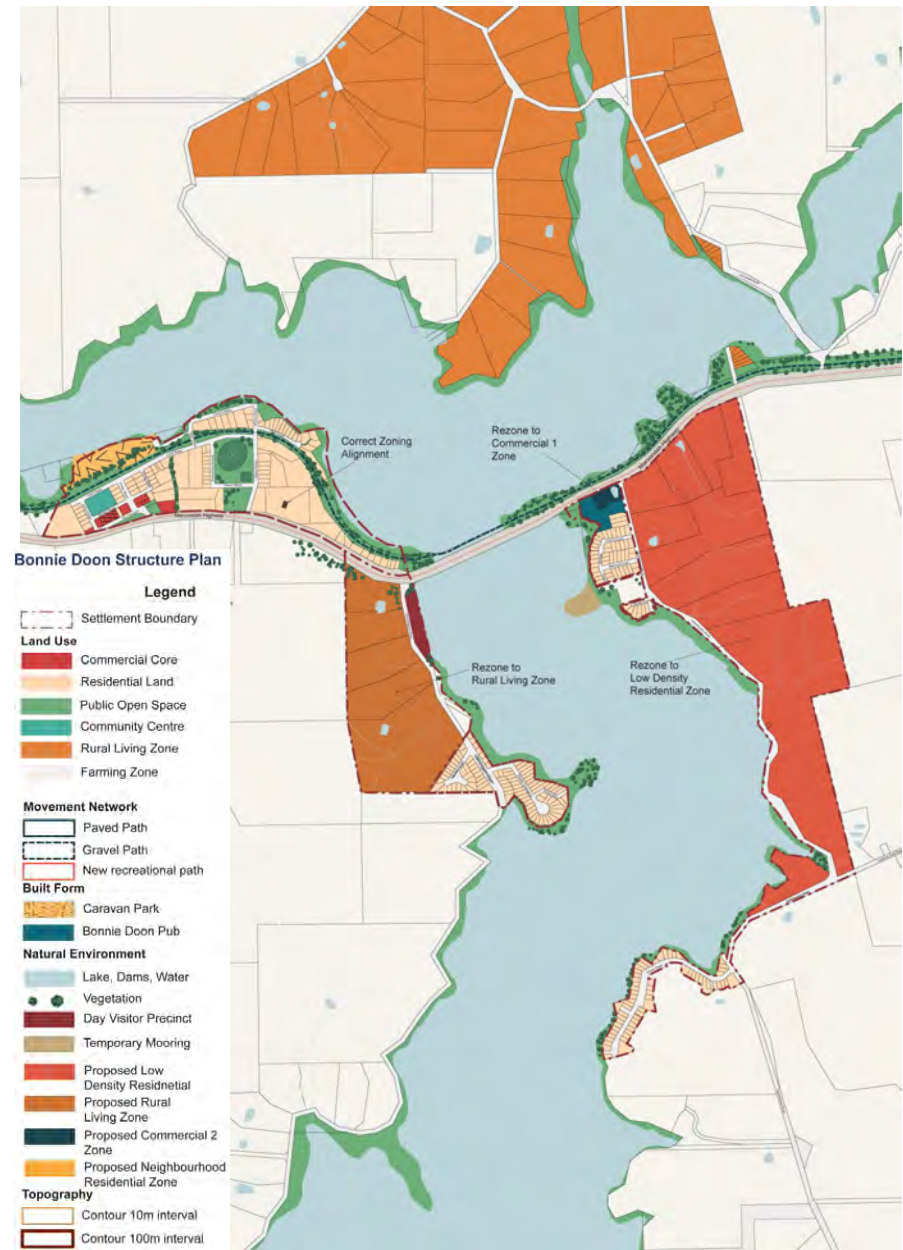 Correct Zoning
Alignment
Rezone to
Commercial 1
Zone
Rezone to
Rural Living Zone
Rezone to
Low Density
Residential Zone
Bonnie Doon Structure Plan
Legend
Settlement Boundary
Land Use
Commercial Core
Residential Land
Public Open Space
Community Centre
Rural Living Zone
Farming Zone
Movement Network
Paved Path
Gravel Path
New recreational path
Built Form
Caravan Park
Bonnie Doon Pub
Natural Environment
Lake, Dams, Water
Vegetation
Day Visitor Precinct
Temporary Mooring
Proposed Low
Density Residnetial
Proposed Rural
Living Zone
Proposed Commercial 2
Zone
Proposed Neighbourhood
Residential Zone
Topography
Contour 10m interval
Contour 100m interval